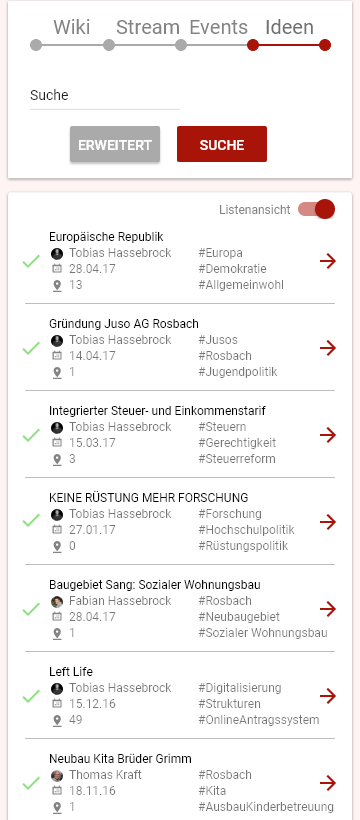 Wiki Stream Events Ideen
Suche
ERWEITERT SUCHE
Listenansicht
Europäische Republik
Tobias Hassebrock #Europa
28.04.17 #Demokratie
13 #Allgemeinwohl
Gründung Juso AG Rosbach
Tobias Hassebrock #Jusos
14.04.17 #Rosbach
1 #Jugendpolitik
Integrierter Steuer- und Einkommenstarif
Tobias Hassebrock #Steuern
15.03.17 #Gerechtigkeit
3 #Steuerreform
KEINE RÜSTUNG MEHR FORSCHUNG
Tobias Hassebrock #Forschung
27.01.17 #Hochschulpolitik
0 #Rüstungspolitik
Baugebiet Sang: Sozialer Wohnungsbau
Fabian Hassebrock #Rosbach
28.04.17 #Neubaugebiet
1 #Sozialer Wohnungsbau
Left Life
Tobias Hassebrock #Digitalisierung
15.12.16 #Strukturen
49 #OnlineAntragssystem
Neubau Kita Brüder Grimm
Thomas Kraft #Rosbach
18.11.16 #Kita
1 #AusbauKinderbetreuung